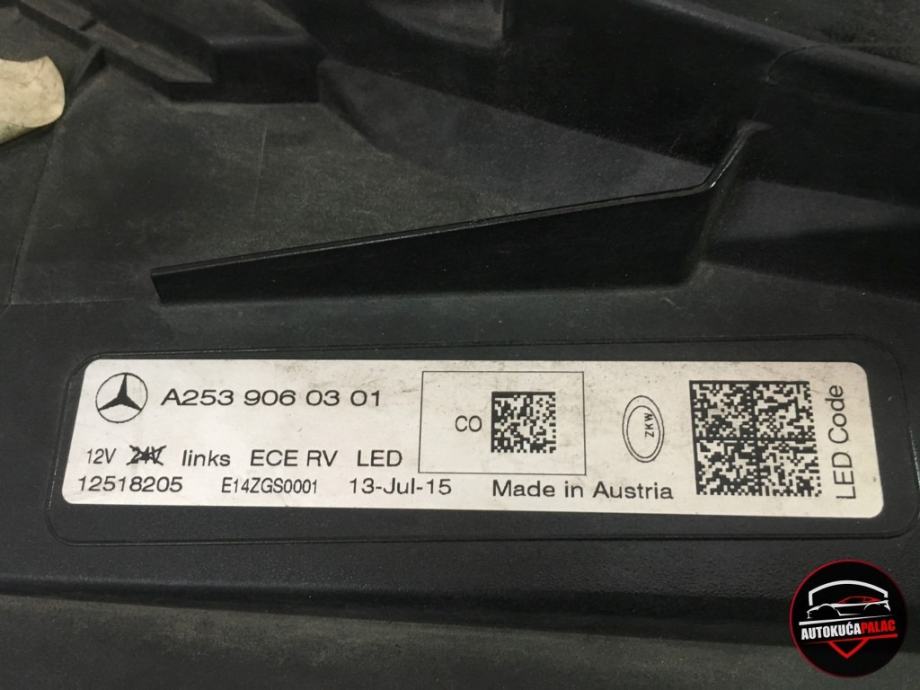 A253 906 03 01
CO
ZKW
12V 24V links ECE RV LED
12518205 E14ZGS0001 13-Jul-15 Made in Austria
LED Code
AUTOKUĆAPALAC